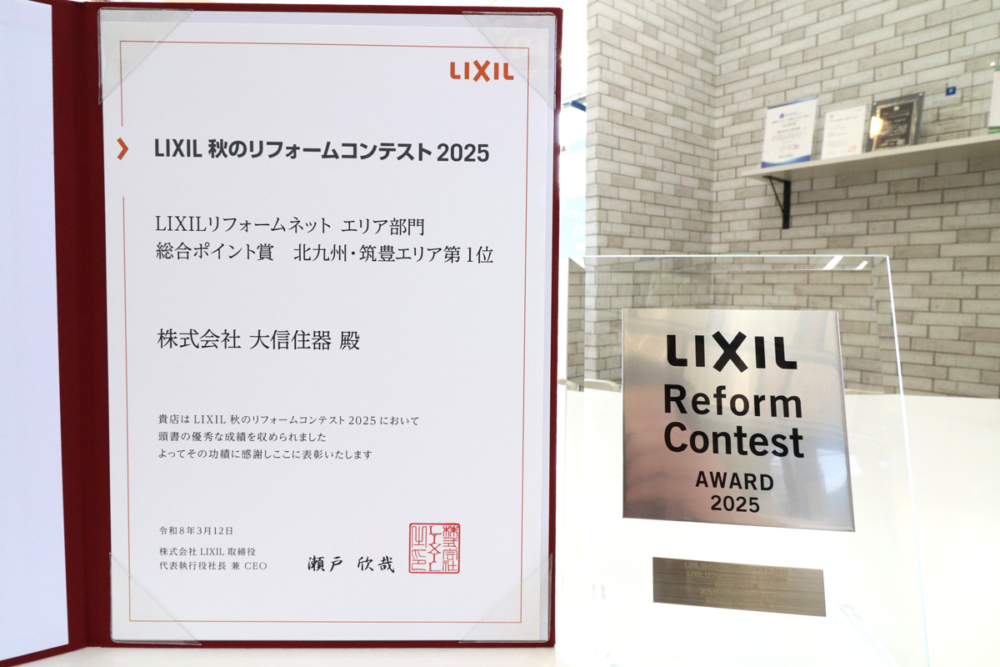 LIXIL
LIXIL 秋のリフォームコンテスト 2025
LIXILリフォームネット エリア部門
総合ポイント賞 北九州・筑豊エリア第1位
株式会社 大信住器 殿
貴店は LIXIL 秋のリフォームコンテスト 2025 において
頭書の優秀な成績を収められました
よってその功績に感謝しここに表彰いたします
令和8年3月12日
株式会社 LIXIL 取締役
代表執行役社長 兼 CEO
瀬戸 欣哉
LIXIL
Reform
Contest
AWARD
2025